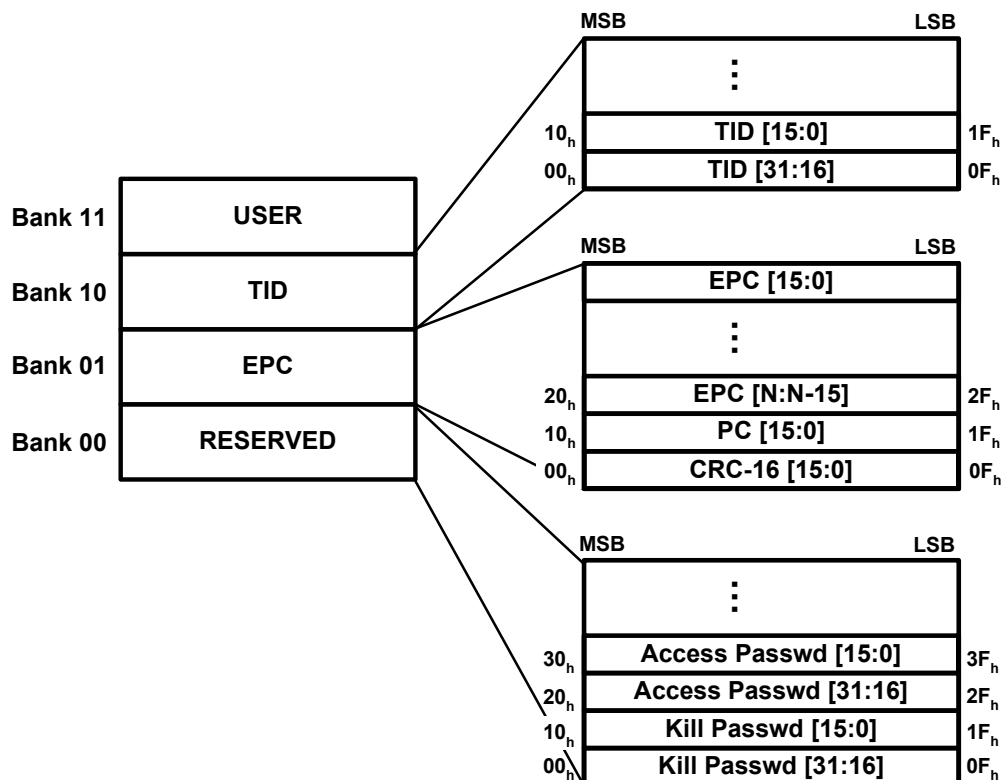 MSB LSB
⋮
10h TID [15:0] 1Fh
00h TID [31:16] 0Fh
Bank 11 USER
Bank 10 TID
Bank 01 EPC
Bank 00 RESERVED
MSB LSB
EPC [15:0]
⋮
20h EPC [N:N-15] 2Fh
10h PC [15:0] 1Fh
00h CRC-16 [15:0] 0Fh
MSB LSB
⋮
30h Access Passwd [15:0] 3Fh
20h Access Passwd [31:16] 2Fh
10h Kill Passwd [15:0] 1Fh
00h Kill Passwd [31:16] 0Fh